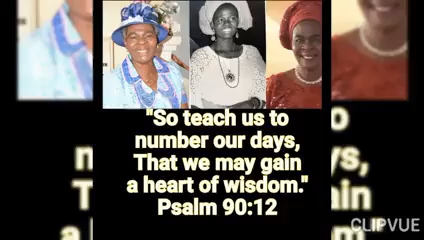 "So teach us to
number our days,
That we may gain
a heart of wisdom."
Psalm 90:12
CLIPVUE